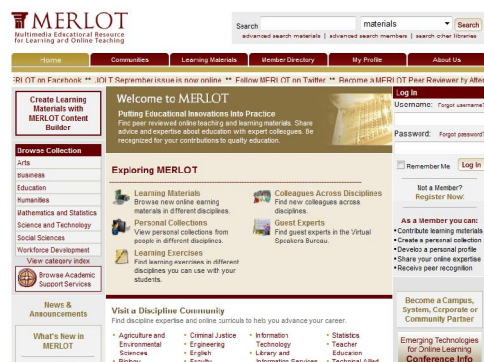 MERLOT
Multimedia Educational Resource
for Learning and Online Teaching
Search
materials
Search
advanced search materials | advanced search members | search other libraries
Home
Communities
Learning Materials
Member Directory
My Profile
About Us
RLOT on Facebook ** JOLT September issue is now online ** Follow MERLOT on Twitter ** Become a MERLOT Peer Reviewer by Atten
Create Learning
Materials with
MERLOT Content
Builder
Browse Collection
Arts
Business
Education
Humanities
Mathematics and Statistics
Science and Technology
Social Sciences
Workforce Development
View category index
Browse Academic
Support Services
News &
Announcements
What's New in
MERLOT
Welcome to MERLOT
Putting Educational Innovations Into Practice
Find peer reviewed online teaching and learning materials. Share
advice and expertise about education with expert colleagues. Be
recognized for your contributions to quality education.
Exploring MERLOT
Learning Materials
Browse new online learning
materials in different disciplines.
Personal Collections
View personal collections from
people in different disciplines.
Learning Exercises
Find learning exercises in different
disciplines you can use with your
students.
Colleagues Across Disciplines
Find new colleagues across
disciplines.
Guest Experts
Find guest experts in the Virtual
Speakers Bureau.
Visit a Discipline Community
Find discipline expertise and online curricula to help you advance your career.
• Agriculture and
Environmental
Sciences
• Biology
• Criminal Justice
• Engineering
• English
• Faculty
• Information
Technology
• Library and
Information Services
• Statistics
• Teacher
Education
• Technical Allied
Log In
Username: Forgot username?
Password: Forgot password?
Remember Me
Log In
Not a Member?
Register Now!
As a Member you can:
• Contribute learning materials
• Create a personal collection
• Develop a personal profile
• Share your online expertise
• Receive peer recognition
Become a Campus,
System, Corporate or
Community Partner
Emerging Technologies
for Online Learning
Conference Info